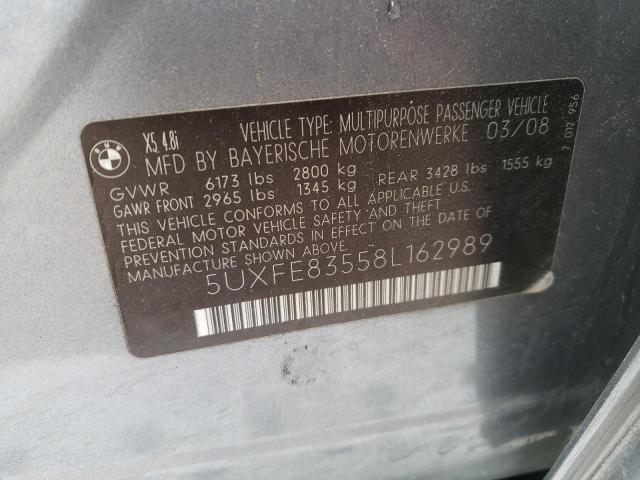 BMW
X5 4.8i
VEHICLE TYPE: MULTIPURPOSE PASSENGER VEHICLE
MFD BY BAYERISCHE MOTORENWERKE 03/08
GVWR 6173 lbs 2800 kg
GAWR FRONT 2965 lbs 1345 kg REAR 3428 lbs 1555 kg
THIS VEHICLE CONFORMS TO ALL APPLICABLE U.S.
FEDERAL MOTOR VEHICLE SAFETY AND THEFT
PREVENTION STANDARDS IN EFFECT ON THE DATE OF
MANUFACTURE SHOWN ABOVE.
5UXFE83558L162989
7 012 956